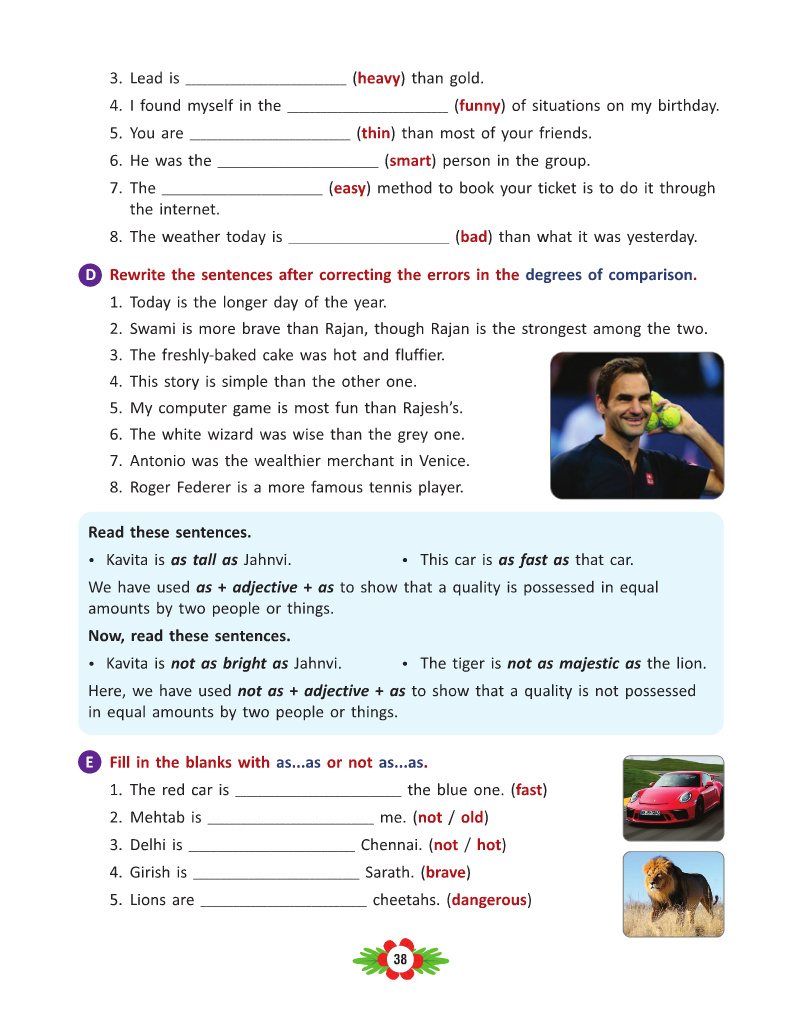 3. Lead is ____________________ (heavy) than gold.
4. I found myself in the ____________________ (funny) of situations on my birthday.
5. You are ____________________ (thin) than most of your friends.
6. He was the ____________________ (smart) person in the group.
7. The ____________________ (easy) method to book your ticket is to do it through
the internet.
8. The weather today is ____________________ (bad) than what it was yesterday.
D Rewrite the sentences after correcting the errors in the degrees of comparison.
1. Today is the longer day of the year.
2. Swami is more brave than Rajan, though Rajan is the strongest among the two.
3. The freshly-baked cake was hot and fluffier.
4. This story is simple than the other one.
5. My computer game is most fun than Rajesh's.
6. The white wizard was wise than the grey one.
7. Antonio was the wealthier merchant in Venice.
8. Roger Federer is a more famous tennis player.
Read these sentences.
• Kavita is as tall as Jahnvi. • This car is as fast as that car.
We have used as + adjective + as to show that a quality is possessed in equal
amounts by two people or things.
Now, read these sentences.
• Kavita is not as bright as Jahnvi. • The tiger is not as majestic as the lion.
Here, we have used not as + adjective + as to show that a quality is not possessed
in equal amounts by two people or things.
E Fill in the blanks with as...as or not as...as.
1. The red car is ____________________ the blue one. (fast)
2. Mehtab is ____________________ me. (not / old)
3. Delhi is ____________________ Chennai. (not / hot)
4. Girish is ____________________ Sarath. (brave)
5. Lions are ____________________ cheetahs. (dangerous)
38